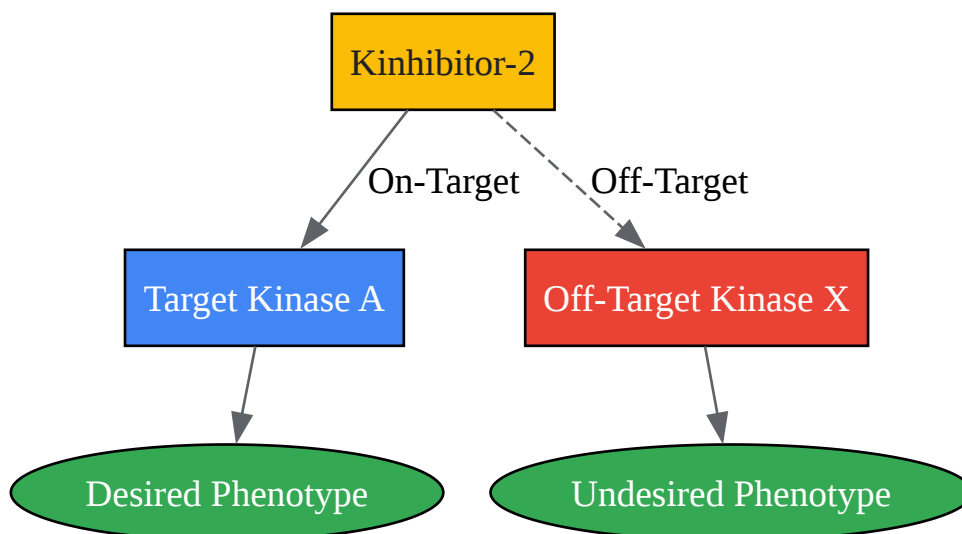 Kinhibitor-2
On-Target
Off-Target
Target Kinase A
Off-Target Kinase X
Desired Phenotype
Undesired Phenotype